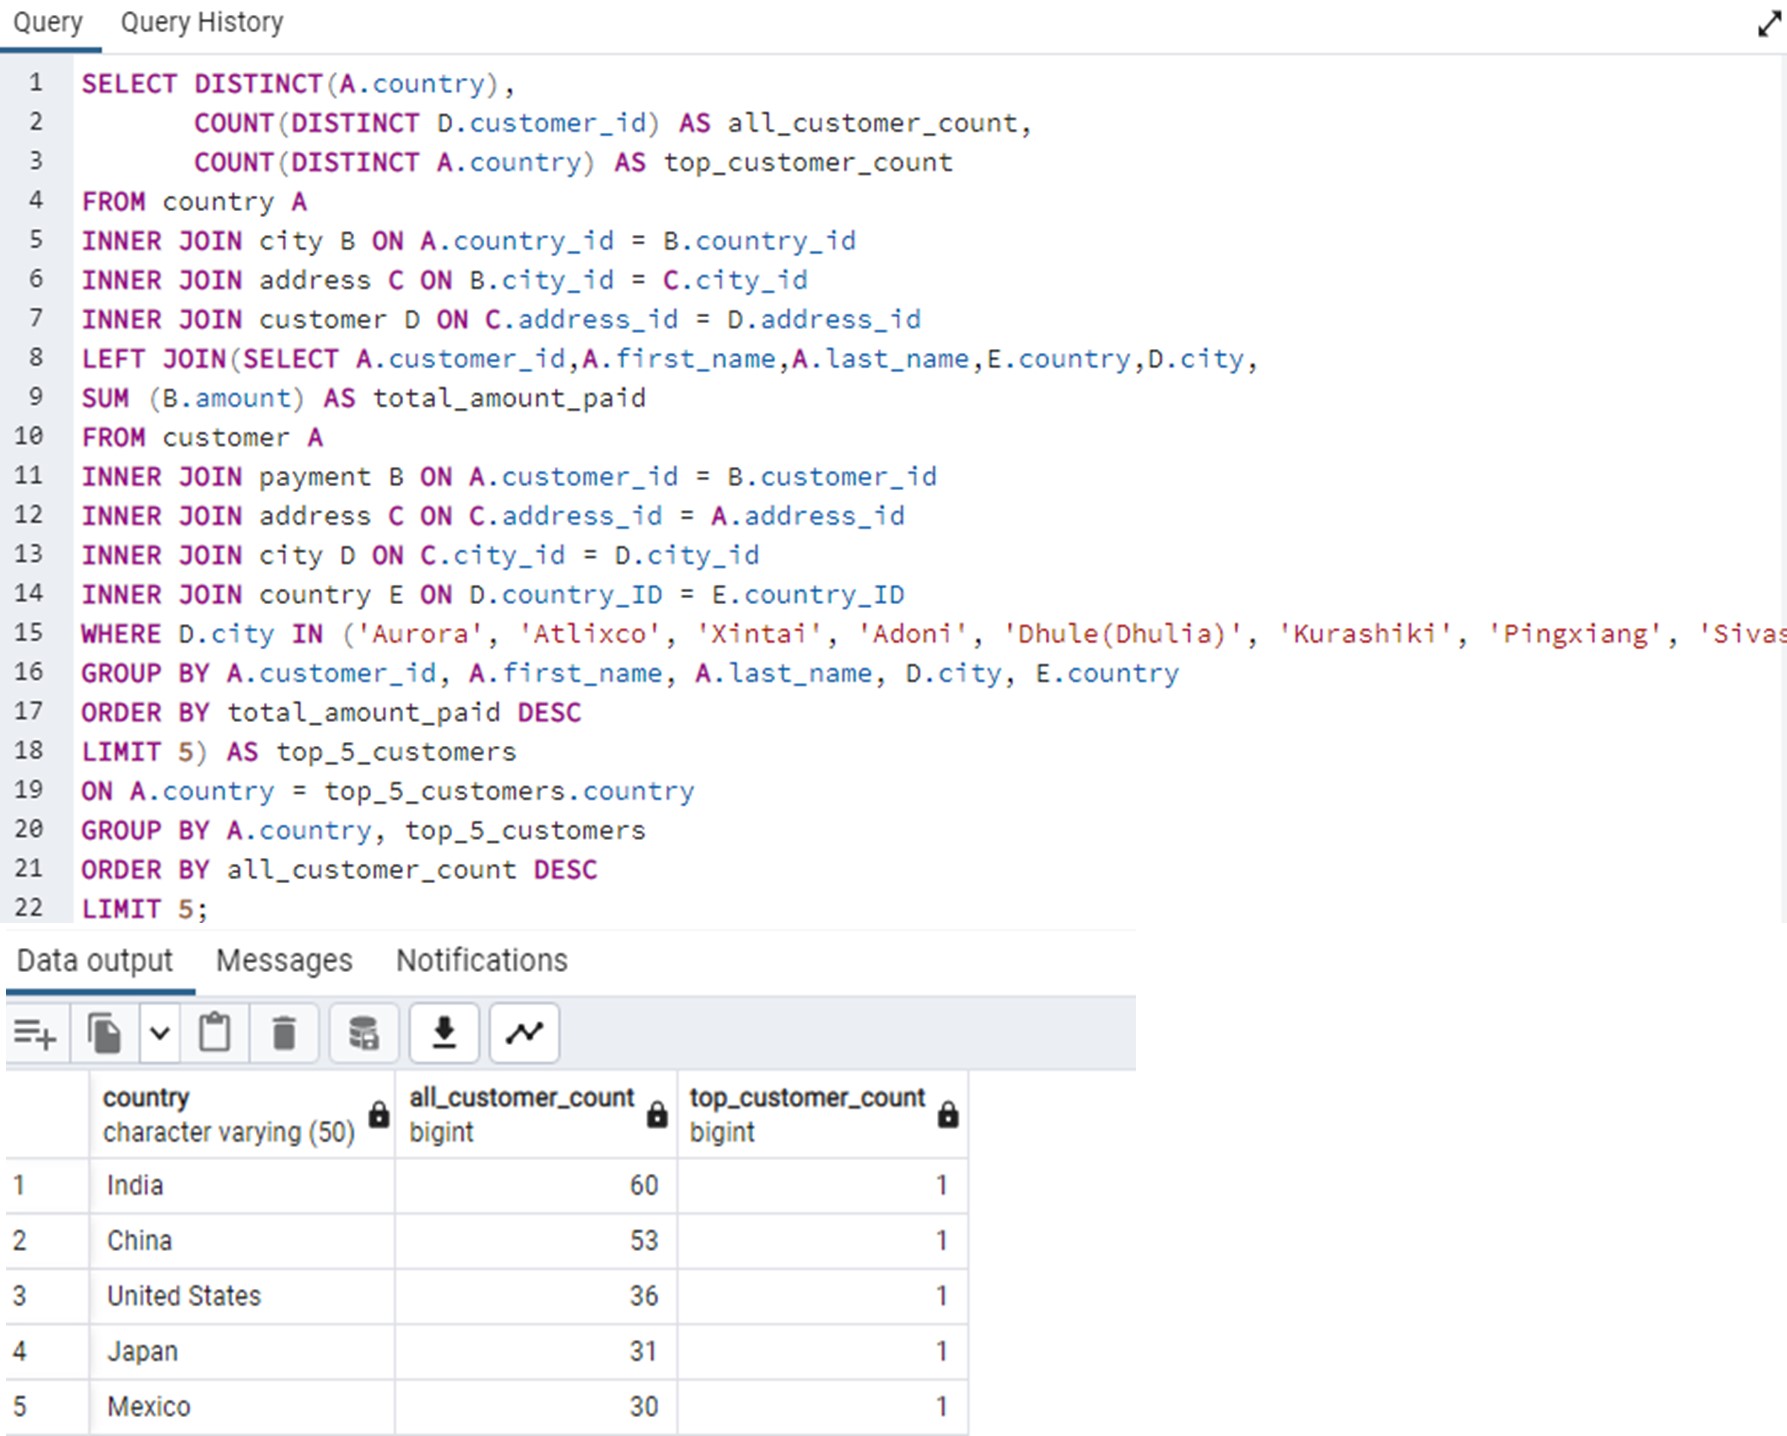 Query Query History
1 SELECT DISTINCT(A.country),
2 COUNT(DISTINCT D.customer_id) AS all_customer_count,
3 COUNT(DISTINCT A.country) AS top_customer_count
4 FROM country A
5 INNER JOIN city B ON A.country_id = B.country_id
6 INNER JOIN address C ON B.city_id = C.city_id
7 INNER JOIN customer D ON C.address_id = D.address_id
8 LEFT JOIN(SELECT A.customer_id,A.first_name,A.last_name,E.country,D.city,
9 SUM (B.amount) AS total_amount_paid
10 FROM customer A
11 INNER JOIN payment B ON A.customer_id = B.customer_id
12 INNER JOIN address C ON C.address_id = A.address_id
13 INNER JOIN city D ON C.city_id = D.city_id
14 INNER JOIN country E ON D.country_ID = E.country_ID
15 WHERE D.city IN ('Aurora', 'Atlixco', 'Xintai', 'Adoni', 'Dhule(Dhulia)', 'Kurashiki', 'Pingxiang', 'Sivas
16 GROUP BY A.customer_id, A.first_name, A.last_name, D.city, E.country
17 ORDER BY total_amount_paid DESC
18 LIMIT 5) AS top_5_customers
19 ON A.country = top_5_customers.country
20 GROUP BY A.country, top_5_customers
21 ORDER BY all_customer_count DESC
22 LIMIT 5;
Data output Messages Notifications
country all_customer_count top_customer_count
character varying (50) bigint bigint
1 India 60 1
2 China 53 1
3 United States 36 1
4 Japan 31 1
5 Mexico 30 1